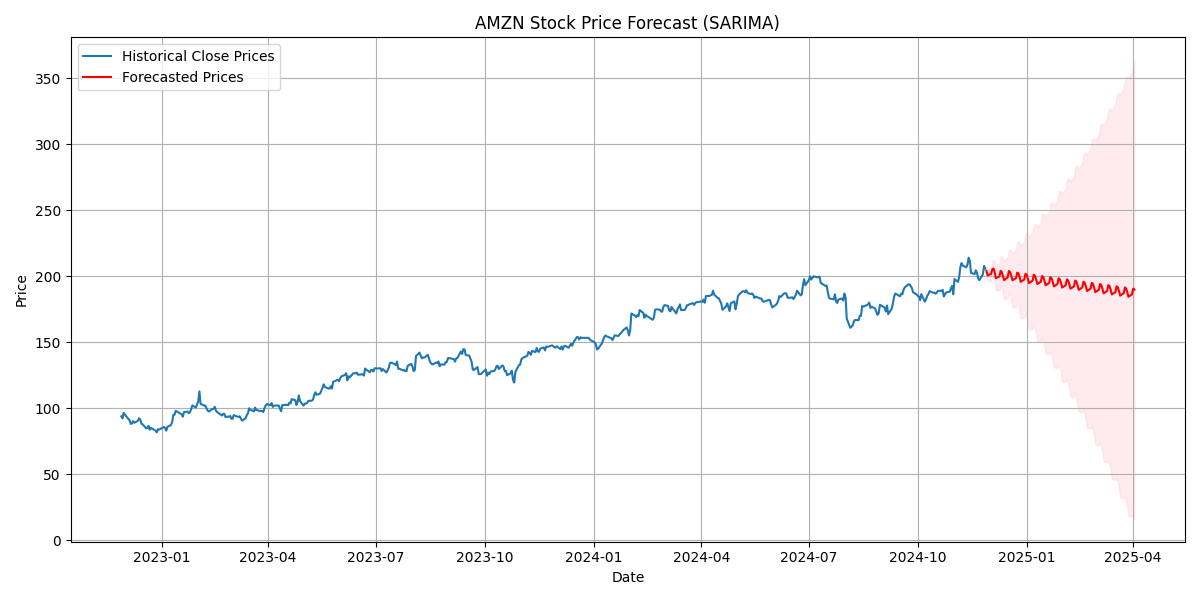 AMZN Stock Price Forecast (SARIMA)
Historical Close Prices
Forecasted Prices
Price
350
300
250
200
150
100
50
0
2023-01 2023-04 2023-07 2023-10 2024-01 2024-04 2024-07 2024-10 2025-01 2025-04
Date